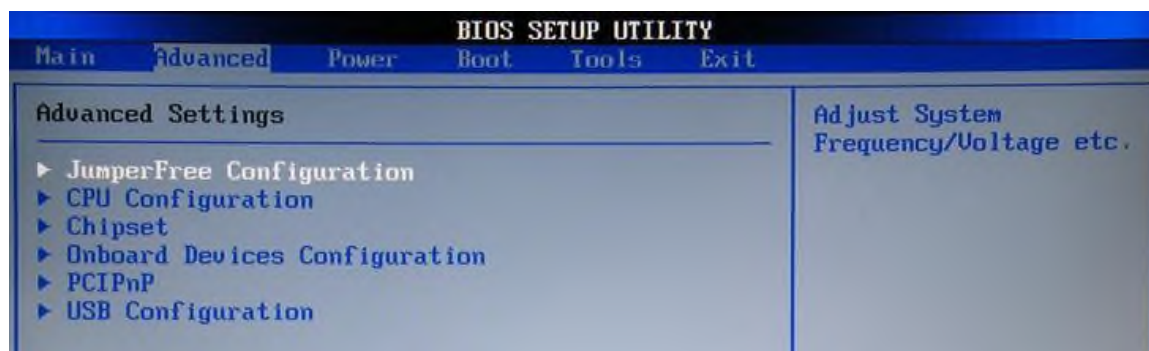 BIOS SETUP UTILITY
Main Advanced Power Boot Tools Exit
Advanced Settings
▶ JumperFree Configuration
▶ CPU Configuration
▶ Chipset
▶ Onboard Devices Configuration
▶ PCIPnP
▶ USB Configuration
Adjust System
Frequency/Voltage etc.